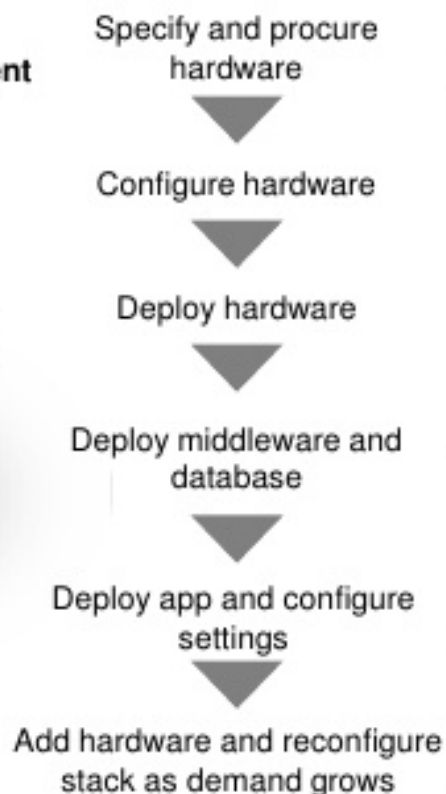 Specify and procure
hardware
ent
Configure hardware
Deploy hardware
Deploy middleware and
database
Deploy app and configure
settings
Add hardware and reconfigure
stack as demand grows